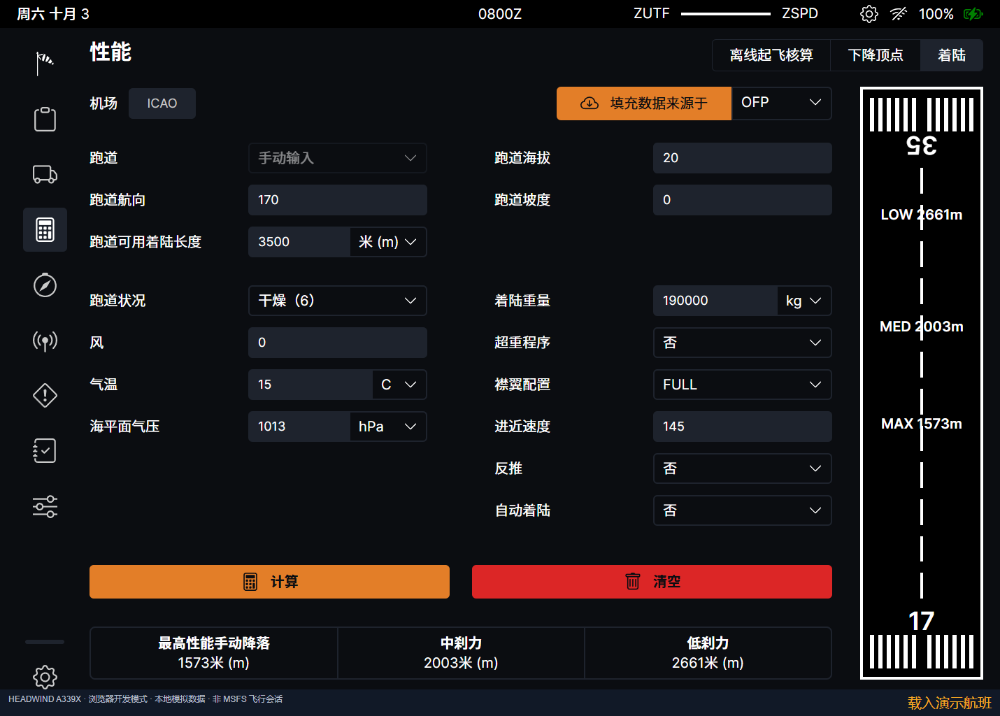 周六 十月 3
0800Z
ZUTF
ZSPD
100%
性能
离线起飞核算
下降顶点
着陆
机场
ICAO
填充数据来源于
OFP
跑道
手动输入
跑道海拔
20
跑道航向
170
跑道坡度
0
跑道可用着陆长度
3500
米 (m)
跑道状况
干燥（6）
着陆重量
190000
kg
风
0
超重程序
否
气温
15
C
襟翼配置
FULL
海平面气压
1013
hPa
进近速度
145
反推
否
自动着陆
否
计算
清空
最高性能手动降落
1573米 (m)
中刹力
2003米 (m)
低刹力
2661米 (m)
35
LOW 2661m
MED 2003m
MAX 1573m
17
HEADWIND A339X · 浏览器开发模式 · 本地模拟数据 · 非 MSFS 飞行会话
载入演示航班